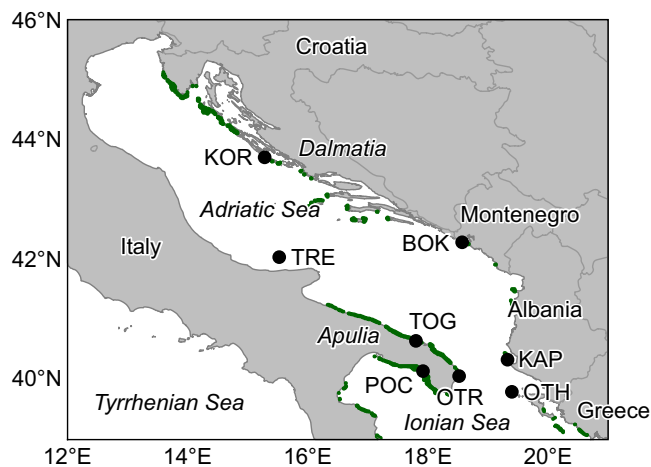 46°N
Croatia
44°N
KOR
Dalmatia
Adriatic Sea
Montenegro
Italy
BOK
42°N
TRE
Albania
TOG
Apulia
KAP
40°N
POC
OTR
OTH
Tyrrhenian Sea
Ionian Sea
Greece
12°E
14°E
16°E
18°E
20°E